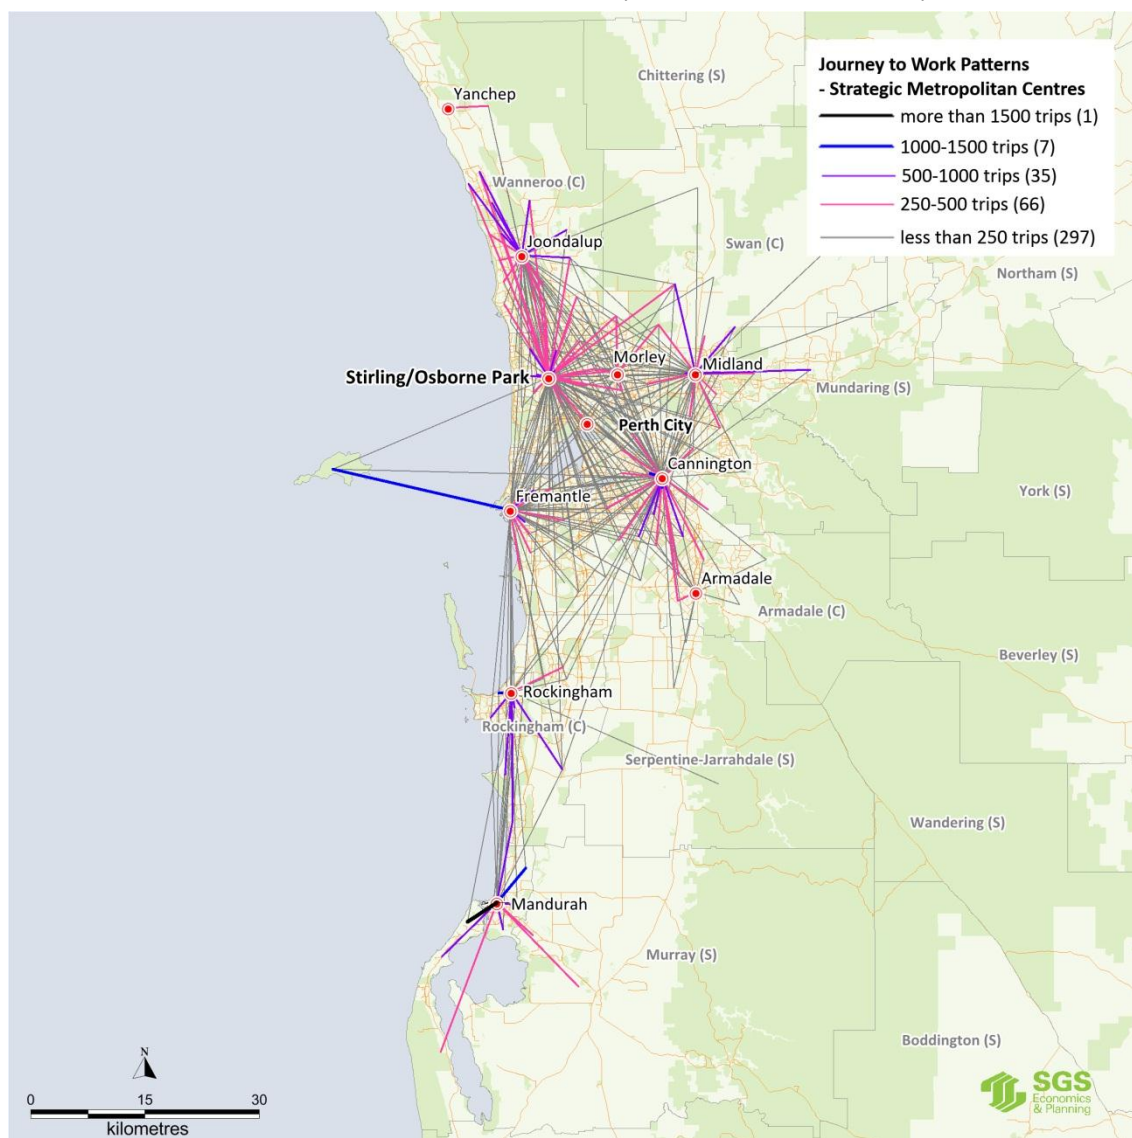 Journey to Work Patterns
- Strategic Metropolitan Centres
more than 1500 trips (1)
1000-1500 trips (7)
500-1000 trips (35)
250-500 trips (66)
less than 250 trips (297)
Chittering (S)
Yanchep
Wanneroo (C)
Swan (C)
Joondalup
Northam (S)
Morley
Midland
Stirling/Osborne Park
Mundaring (S)
Perth City
Cannington
York (S)
Fremantle
Armadale
Armadale (C)
Beverley (S)
Rockingham
Rockingham (C)
Serpentine-Jarrahdale (S)
Wandering (S)
Mandurah
Murray (S)
Boddington (S)
N
0 15 30
kilometres
SGS
Economics
& Planning